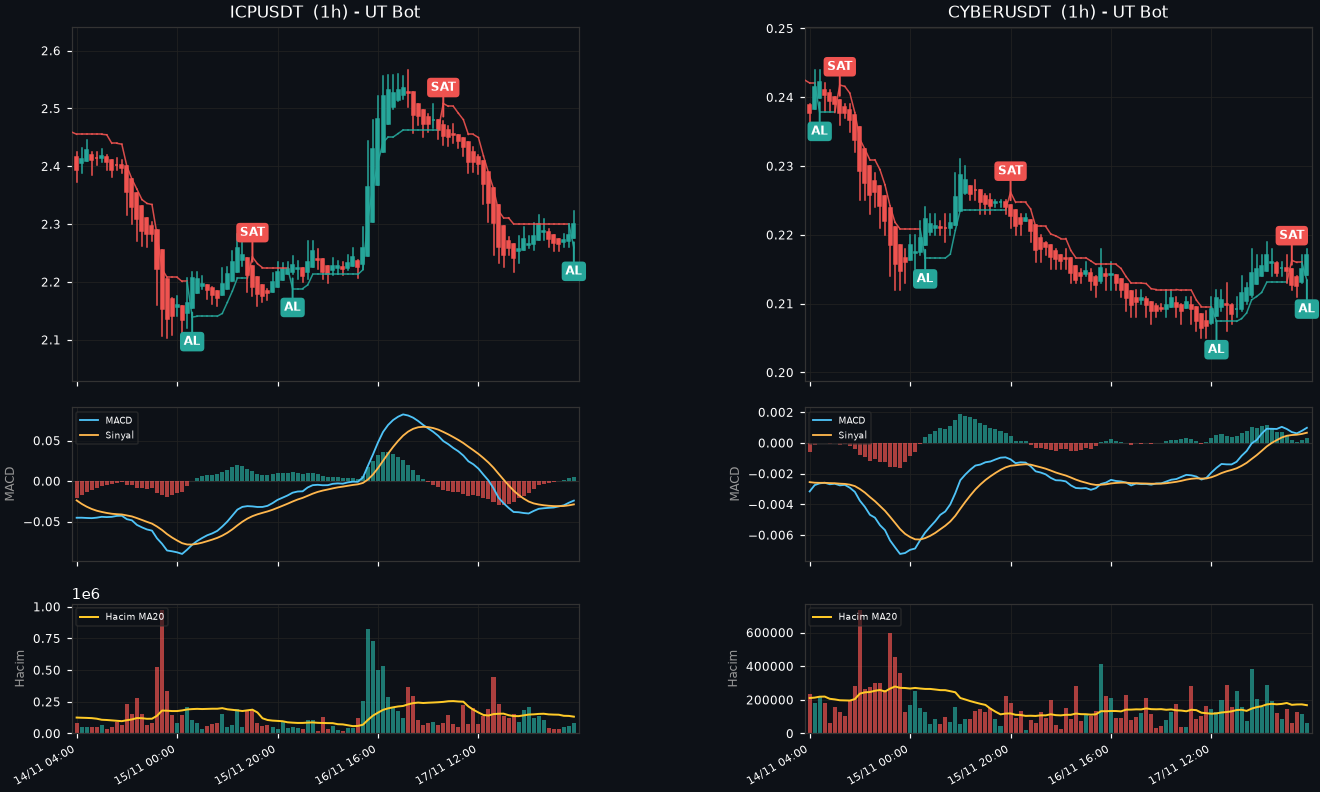 ICPUSDT (1h) - UT Bot
2.6
2.5
2.4
2.3
2.2
2.1
SAT
SAT
AL
AL
AL
MACD
Sinyal
0.05
0.00
−0.05
MACD
1e6
Hacim MA20
1.00
0.75
0.50
0.25
0.00
Hacim
14/11 04:00
15/11 00:00
15/11 20:00
16/11 16:00
17/11 12:00
CYBERUSDT (1h) - UT Bot
0.25
0.24
0.23
0.22
0.21
0.20
SAT
AL
SAT
AL
SAT
AL
AL
MACD
Sinyal
0.002
0.000
−0.002
−0.004
−0.006
MACD
Hacim MA20
600000
400000
200000
0
Hacim
14/11 04:00
15/11 00:00
15/11 20:00
16/11 16:00
17/11 12:00